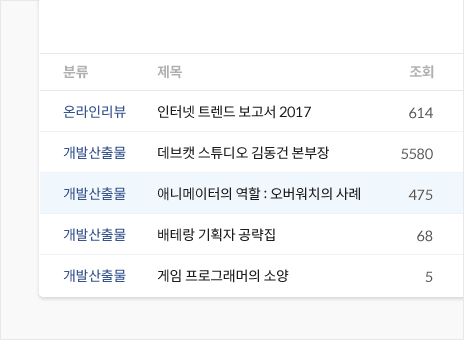 분류 제목 조회
온라인리뷰 인터넷 트렌드 보고서 2017 614
개발산출물 데브캣 스튜디오 김동건 본부장 5580
개발산출물 애니메이터의 역할 : 오버워치의 사례 475
개발산출물 배테랑 기획자 공략집 68
개발산출물 게임 프로그래머의 소양 5